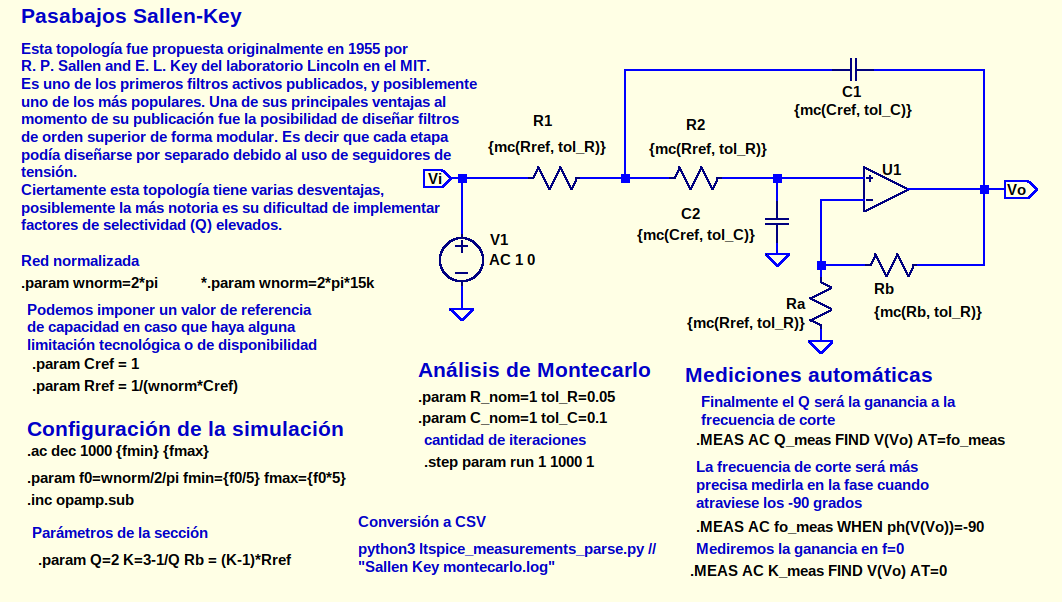 Pasabajos Sallen-Key
Esta topología fue propuesta originalmente en 1955 por
R. P. Sallen and E. L. Key del laboratorio Lincoln en el MIT.
Es uno de los primeros filtros activos publicados, y posiblemente
uno de los más populares. Una de sus principales ventajas al
momento de su publicación fue la posibilidad de diseñar filtros
de orden superior de forma modular. Es decir que cada etapa
podía diseñarse por separado debido al uso de seguidores de
tensión.
Ciertamente esta topología tiene varias desventajas,
posiblemente la más notoria es su dificultad de implementar
factores de selectividad (Q) elevados.
Red normalizada
.param wnorm=2*pi *.param wnorm=2*pi*15k
Podemos imponer un valor de referencia
de capacidad en caso que haya alguna
limitación tecnológica o de disponibilidad
.param Cref = 1
.param Rref = 1/(wnorm*Cref)
Configuración de la simulación
.ac dec 1000 {fmin} {fmax}
.param f0=wnorm/2/pi fmin={f0/5} fmax={f0*5}
.inc opamp.sub
Parámetros de la sección
.param Q=2 K=3-1/Q Rb = (K-1)*Rref
Vi
V1
AC 1 0
R1
{mc(Rref, tol_R)}
R2
{mc(Rref, tol_R)}
C1
{mc(Cref, tol_C)}
C2
{mc(Cref, tol_C)}
U1
+
−
Vo
Rb
{mc(Rb, tol_R)}
Ra
{mc(Rref, tol_R)}
Análisis de Montecarlo
.param R_nom=1 tol_R=0.05
.param C_nom=1 tol_C=0.1
cantidad de iteraciones
.step param run 1 1000 1
Conversión a CSV
python3 ltspice_measurements_parse.py //
"Sallen Key montecarlo.log"
Mediciones automáticas
Finalmente el Q será la ganancia a la
frecuencia de corte
.MEAS AC Q_meas FIND V(Vo) AT=fo_meas
La frecuencia de corte será más
precisa medirla en la fase cuando
atraviese los -90 grados
.MEAS AC fo_meas WHEN ph(V(Vo))=-90
Mediremos la ganancia en f=0
.MEAS AC K_meas FIND V(Vo) AT=0